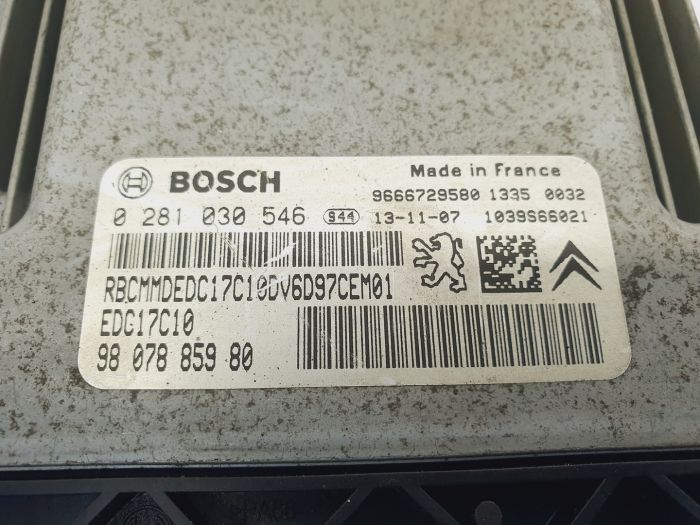 BOSCH
Made in France
9666729580 1335 0032
0 281 030 546 944 13-11-07 1039S66021
RBCMMDEDC17C10DV6D97CEM01
EDC17C10
98 078 859 80